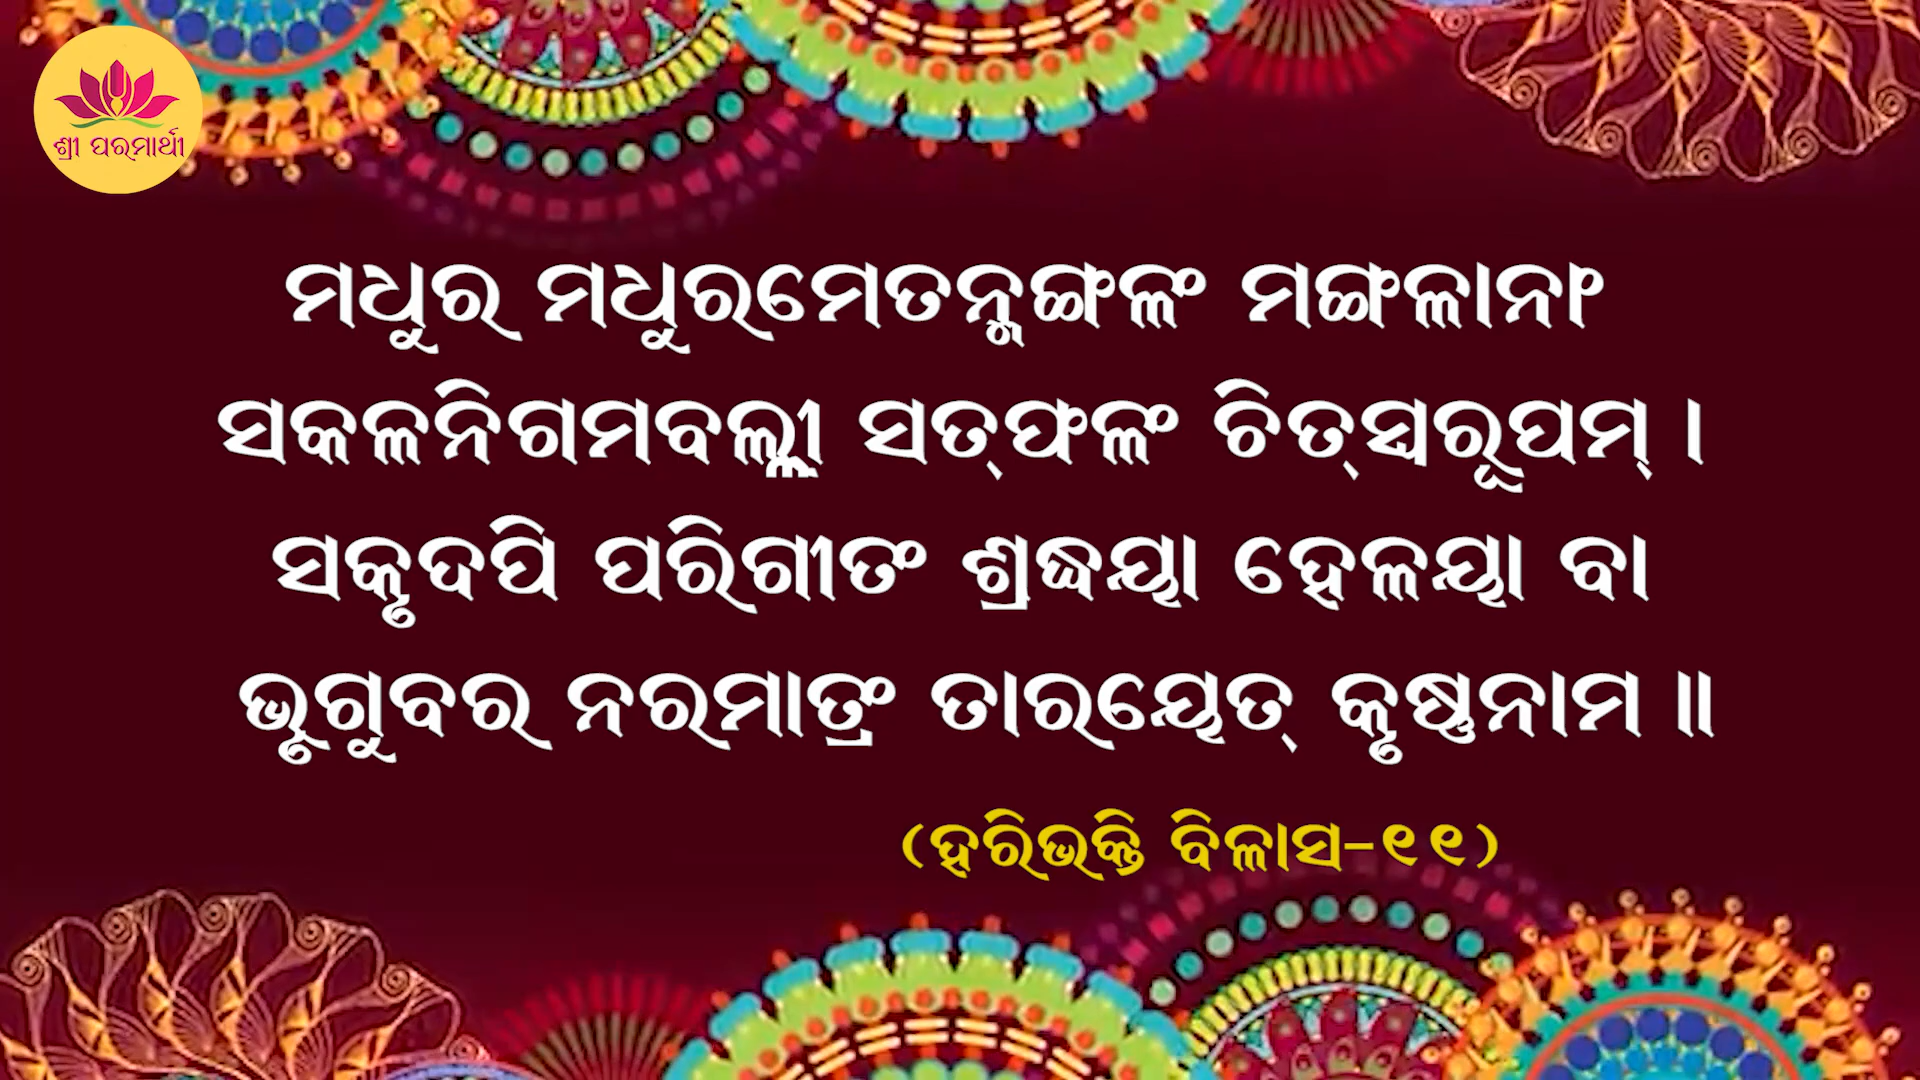 ଶ୍ରୀ ପରମାର୍ଥୀ
ମଧୁର ମଧୁରମେତନ୍ମଙ୍ଗଳଂ ମଙ୍ଗଳାନାଂ
ସକଳନିଗମବଲ୍ଲୀ ସତ୍‌ଫଳଂ ଚିତ୍‌ସ୍ୱରୂପମ୍ ।
ସକୃଦପି ପରିଗୀତଂ ଶ୍ରଦ୍ଧୟା ହେଳୟା ବା
ଭୃଗୁବର ନରମାତ୍ରଂ ତାରୟେତ୍ କୃଷ୍ଣନାମ ॥
(ହରିଭକ୍ତି ବିଳାସ-୧୧)